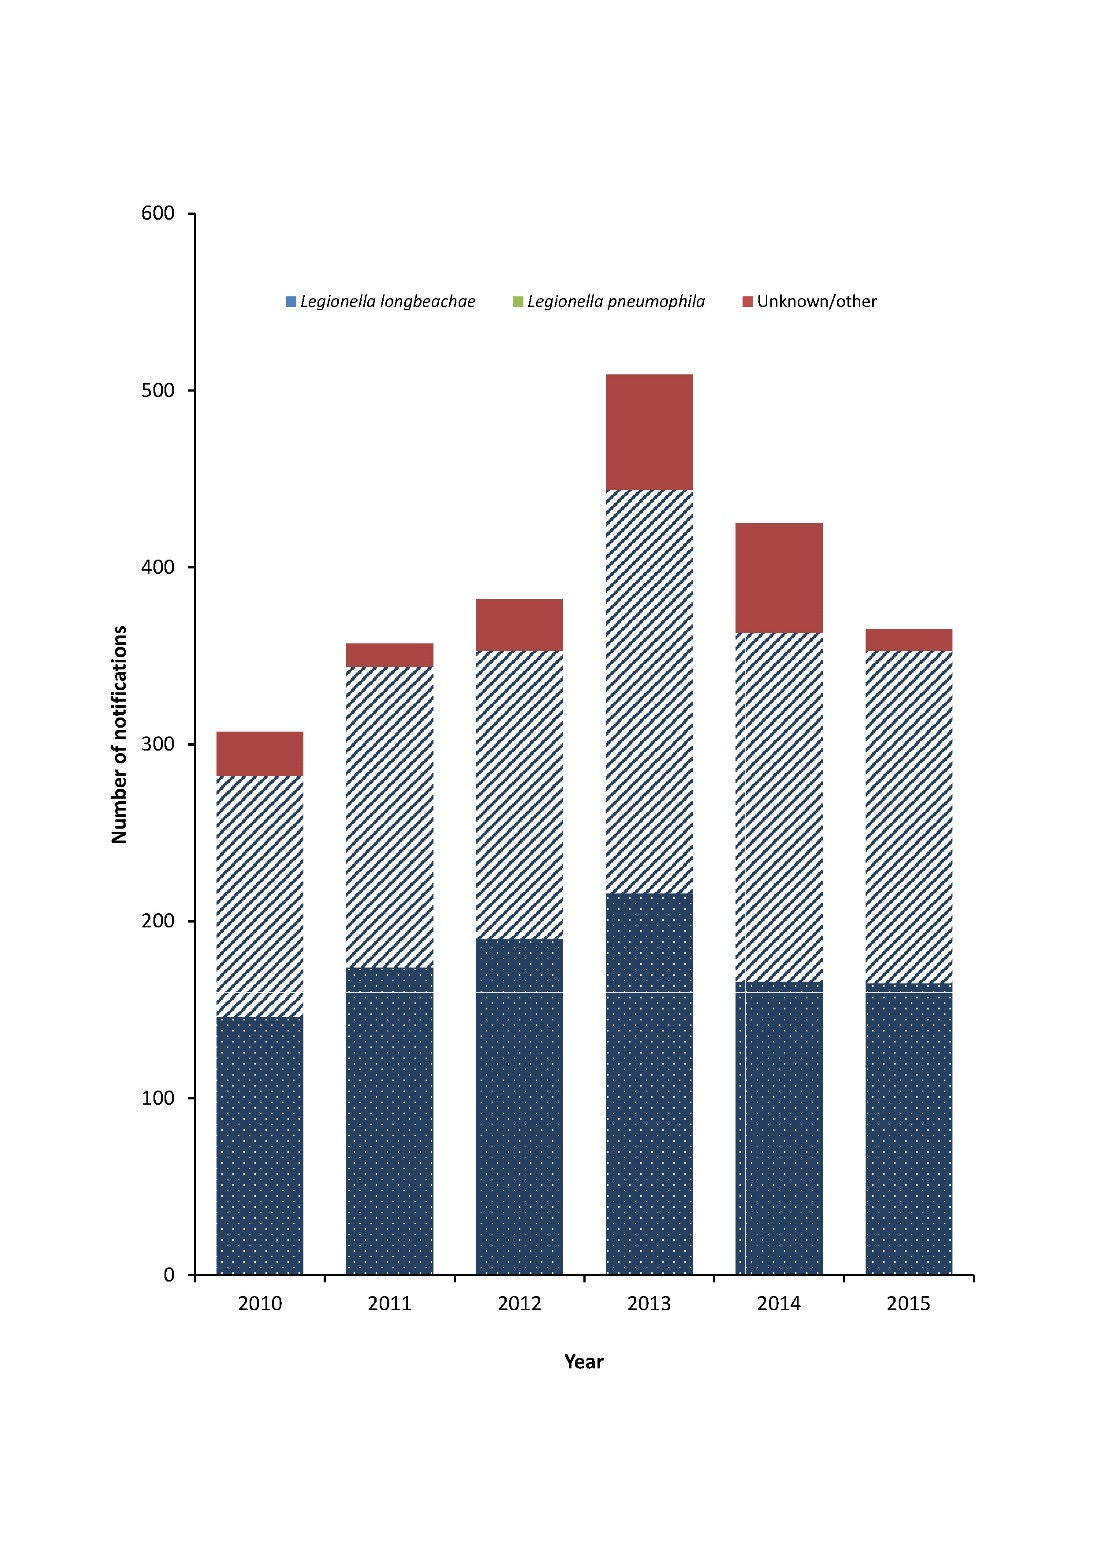 600
Legionella longbeachae Legionella pneumophila Unknown/other
500
400
Number of notifications
300
200
100
0
2010 2011 2012 2013 2014 2015
Year